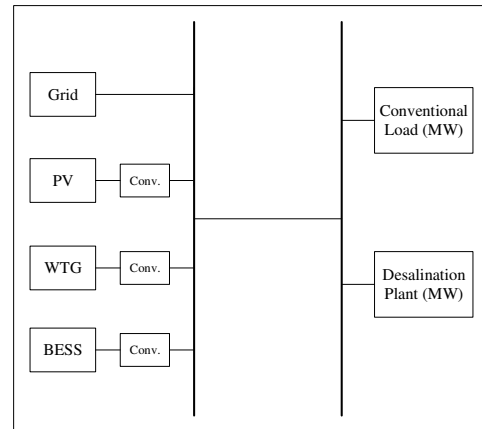 Grid
Conventional
Load (MW)
PV
Conv.
WTG
Conv.
Desalination
Plant (MW)
BESS
Conv.